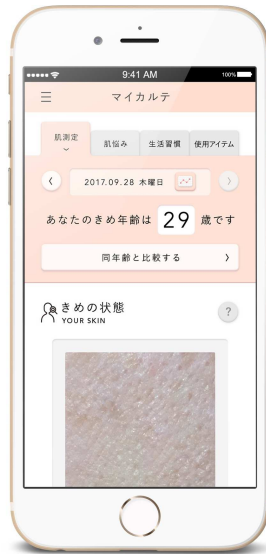 9:41 AM
100%
マイカルテ
肌測定
肌悩み
生活習慣
使用アイテム
2017.09.28 木曜日
あなたのきめ年齢は 29 歳です
同年齢と比較する
きめの状態
YOUR SKIN
?